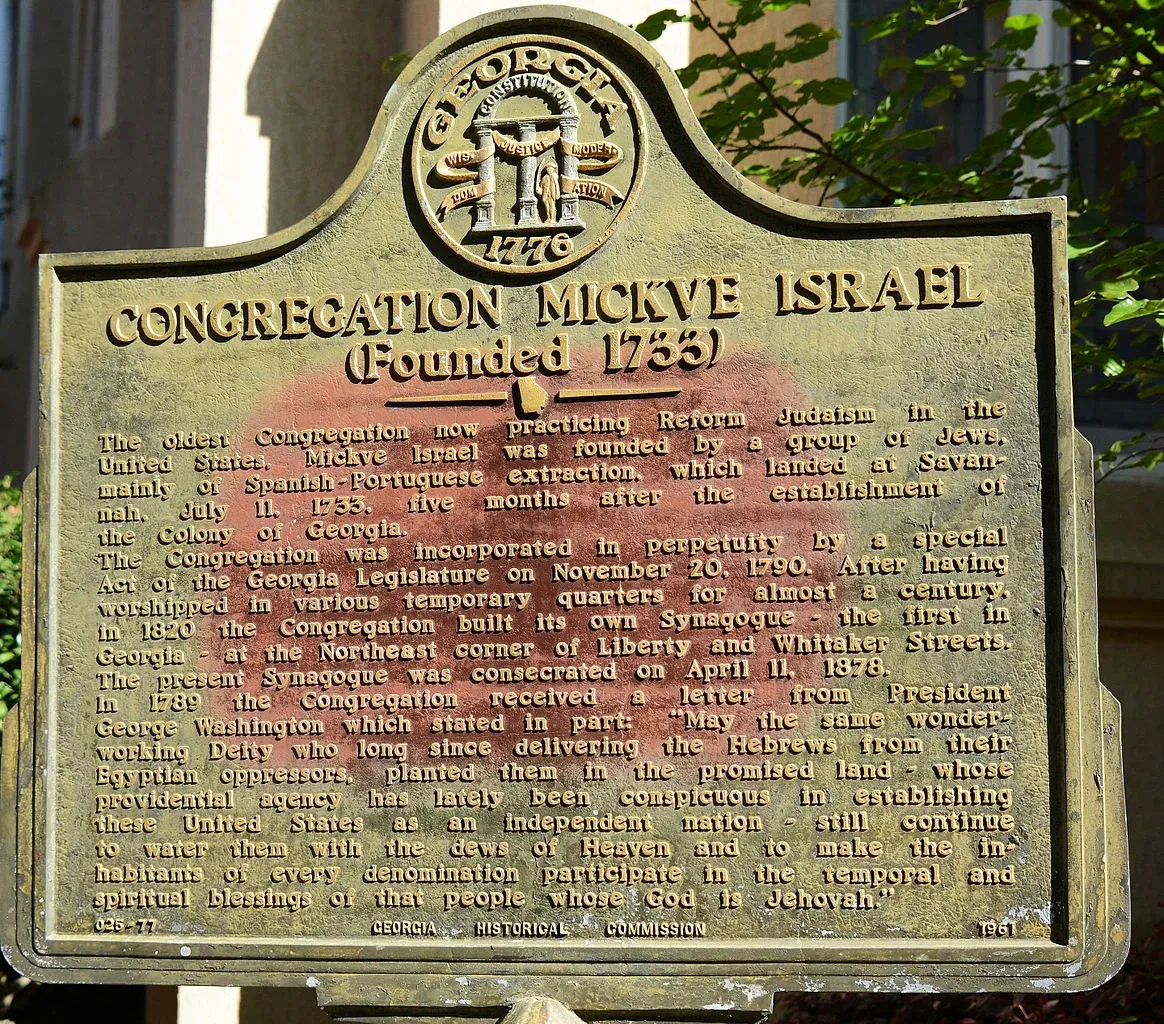 GEORGIA
CONSTITUTION
WIS- JUSTICE MODER-
DOM ATION
1776
CONGREGATION MICKVE ISRAEL
(Founded 1733)
The oldest Congregation now practicing Reform Judaism in the
United States, Mickve Israel was founded by a group of Jews,
mainly of Spanish-Portuguese extraction, which landed at Savan-
nah, July 11, 1733, five months after the establishment of
the Colony of Georgia.
The Congregation was incorporated in perpetuity by a special
Act of the Georgia Legislature on November 20, 1790. After having
worshipped in various temporary quarters for almost a century,
in 1820 the Congregation built its own Synagogue - the first in
Georgia - at the Northeast corner of Liberty and Whitaker Streets.
The present Synagogue was consecrated on April 11, 1878.
In 1789 the Congregation received a letter from President
George Washington which stated in part: "May the same wonder-
working Deity who long since delivering the Hebrews from their
Egyptian oppressors, planted them in the promised land - whose
providential agency has lately been conspicuous in establishing
these United States as an independent nation - still continue
to water them with the dews of Heaven and to make the in-
habitants of every denomination participate in the temporal and
spiritual blessings of that people whose God is Jehovah."
025-77 GEORGIA HISTORICAL COMMISSION 1961